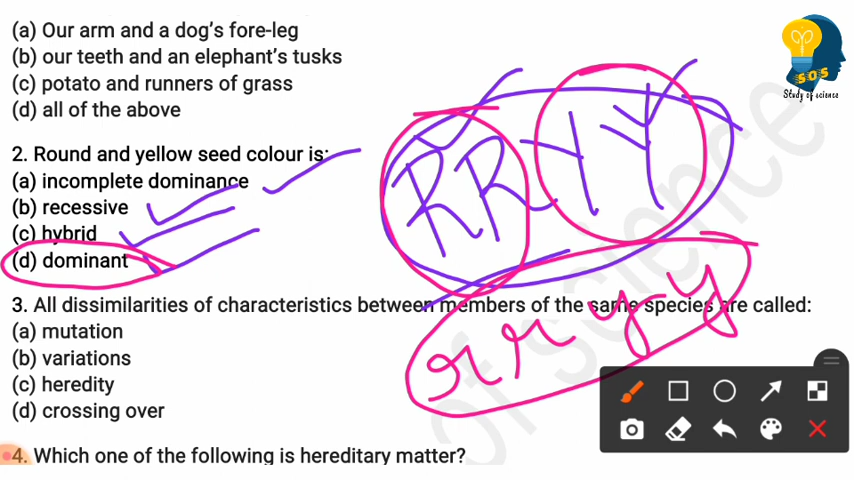 (a) Our arm and a dog's fore-leg
(b) our teeth and an elephant's tusks
(c) potato and runners of grass
(d) all of the above
SOS
Study of science
2. Round and yellow seed colour is:
(a) incomplete dominance
(b) recessive
(c) hybrid
(d) dominant
RRYY
3. All dissimilarities of characteristics between members of the same species are called:
rryy
(a) mutation
(b) variations
(c) heredity
(d) crossing over
of science
4. Which one of the following is hereditary matter?